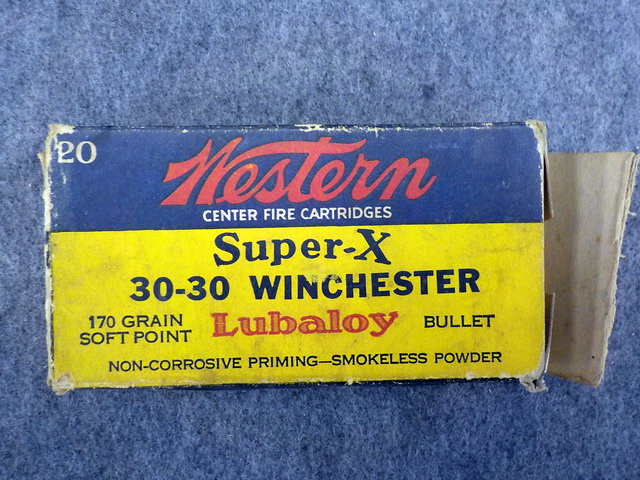 20
Western
CENTER FIRE CARTRIDGES
Super-X
30-30 WINCHESTER
170 GRAIN
SOFT POINT
Lubaloy
BULLET
NON-CORROSIVE PRIMING—SMOKELESS POWDER